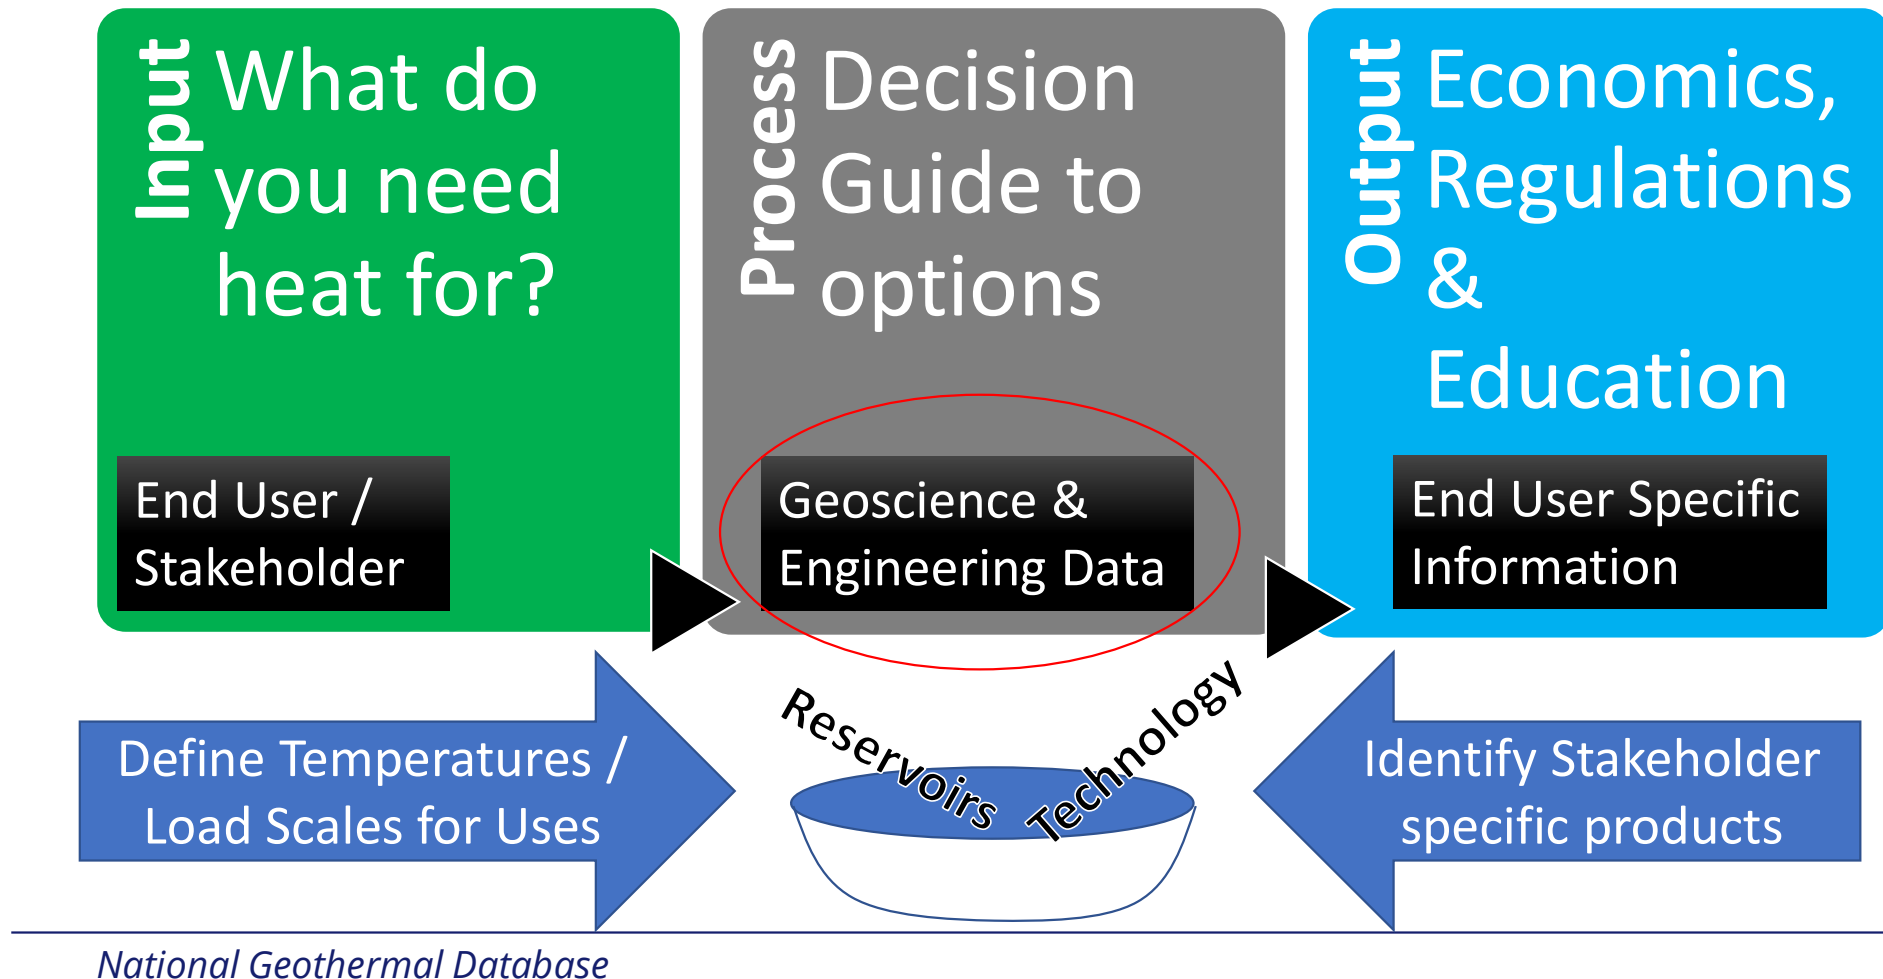 Input
What do
you need
heat for?
End User /
Stakeholder
Process
Decision
Guide to
options
Geoscience &
Engineering Data
Output
Economics,
Regulations
&
Education
End User Specific
Information
Define Temperatures /
Load Scales for Uses
Reservoirs
Technology
Identify Stakeholder
specific products
National Geothermal Database